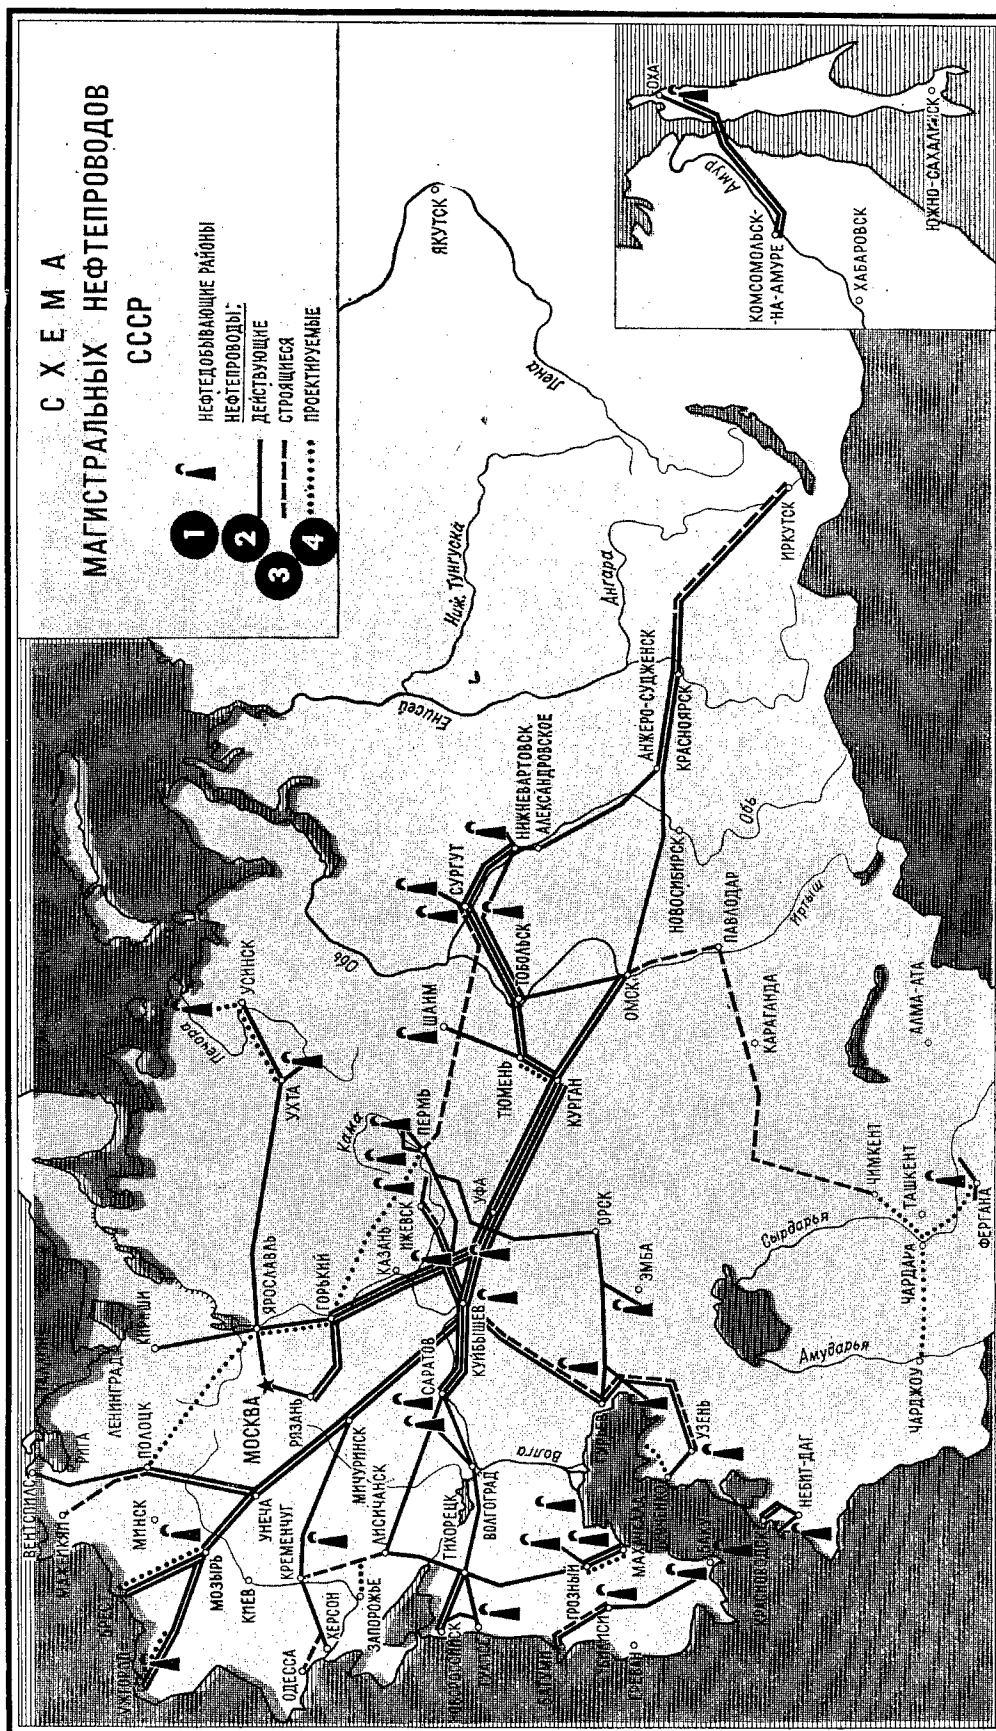 СХЕМА
МАГИСТРАЛЬНЫХ НЕФТЕПРОВОДОВ
СССР
1
НЕФТЕДОБЫВАЮЩИЕ РАЙОНЫ
НЕФТЕПРОВОДЫ:
2
ДЕЙСТВУЮЩИЕ
3
СТРОЯЩИЕСЯ
4
ПРОЕКТИРУЕМЫЕ
ОХА
Амур
КОМСОМОЛЬСК-
-НА-АМУРЕ
ХАБАРОВСК
ЮЖНО-САХАЛИНСК
ЯКУТСК
Лена
Ниж. Тунгуска
Ангара
Енисей
ИРКУТСК
КРАСНОЯРСК
АНЖЕРО-СУДЖЕНСК
НИЖНЕВАРТОВСК
АЛЕКСАНДРОВСКОЕ
СУРГУТ
Обь
НОВОСИБИРСК
Обь
ПАВЛОДАР
Иртыш
ТОБОЛЬСК
ОМСК
ШАИМ
ТЮМЕНЬ
КУРГАН
КАРАГАНДА
АЛМА-АТА
УСИНСК
Печора
УХТА
Кама
ПЕРМЬ
ИЖЕВСК
КАЗАНЬ
УФА
ОРСК
ЭМБА
ЧИМКЕНТ
ТАШКЕНТ
ФЕРГАНА
ЧАРДАРА
Сырдарья
Амударья
ЧАРДЖОУ
ЯРОСЛАВЛЬ
ГОРЬКИЙ
КИРИШИ
ЛЕНИНГРАД
МОСКВА
РЯЗАНЬ
КУЙБЫШЕВ
САРАТОВ
МИЧУРИНСК
ПОЛОЦК
РИГА
ВЕНТСПИЛС
МАЖЕЙКЯЙ
МИНСК
УНЕЧА
МОЗЫРЬ
БРЕСТ
УЖГОРОД
КИЕВ
КРЕМЕНЧУГ
ЛИСИЧАНСК
ХЕРСОН
ОДЕССА
ЗАПОРОЖЬЕ
ТИХОРЕЦК
ВОЛГОГРАД
Волга
НОВОРОССИЙСК
ТУАПСЕ
ГРОЗНЫЙ
МАХАЧКАЛА
БАТУМИ
ТБИЛИСИ
ЕРЕВАН
БАКУ
УЗЕНЬ
КРАСНОВОДСК
НЕБИТ-ДАГ